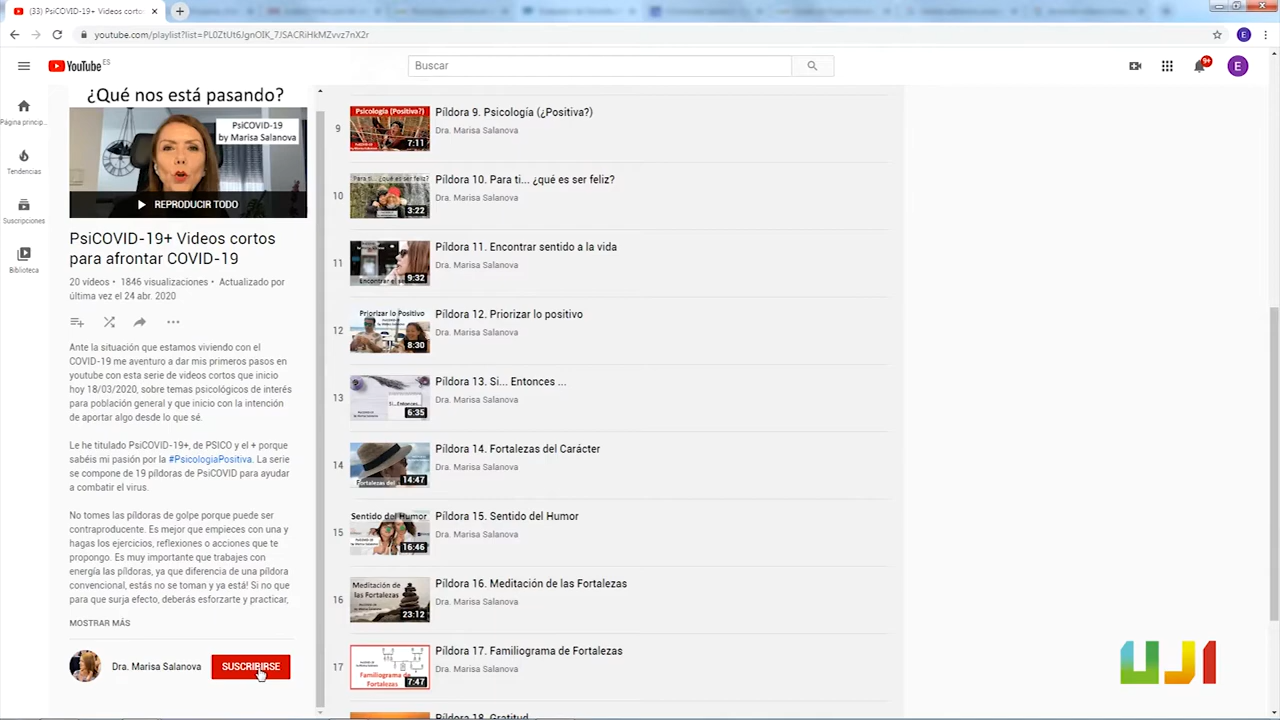 (33) PsiCOVID-19+ Videos cortos
youtube.com/playlist?list=PL0ZtUt6JgnOIK_7JSACRiHkMZvvz7nX2r
E
YouTube ES
Buscar
9+
E
Página princip...
Tendencias
Suscripciones
Biblioteca
¿Qué nos está pasando?
PsiCOVID-19
by Marisa Salanova
REPRODUCIR TODO
PsiCOVID-19+ Videos cortos
para afrontar COVID-19
20 vídeos • 1846 visualizaciones • Actualizado por
última vez el 24 abr. 2020
Ante la situación que estamos viviendo con el
COVID-19 me aventuro a dar mis primeros pasos en
youtube con esta serie de videos cortos que inicio
hoy 18/03/2020, sobre temas psicológicos de interés
para población general y que inicio con la intención
de aportar algo desde lo que sé.
Le he titulado PsiCOVID-19+, de PSICO y el + porque
sabéis mi pasión por la #PsicologiaPositiva. La serie
se compone de 19 píldoras de PsiCOVID para ayudar
a combatir el virus.
No tomes las píldoras de golpe porque puede ser
contraproducente. Es mejor que empieces con una y
hagas los ejercicios, reflexiones o acciones que te
propongo. Es muy importante que trabajes con
energía las píldoras, ya que diferencia de una píldora
convencional, estás no se toman y ya está! Si no que
para que surja efecto, deberás esforzarte y practicar,
MOSTRAR MÁS
Dra. Marisa Salanova
SUSCRIBIRSE
9
Psicología (Positiva?)
7:11
Píldora 9. Psicología (¿Positiva?)
Dra. Marisa Salanova
10
Para ti... ¿qué es ser feliz?
3:22
Píldora 10. Para ti... ¿qué es ser feliz?
Dra. Marisa Salanova
11
Encontrar el se
9:32
Píldora 11. Encontrar sentido a la vida
Dra. Marisa Salanova
12
Priorizar lo Positivo
8:30
Píldora 12. Priorizar lo positivo
Dra. Marisa Salanova
13
Si...Entonces...
6:35
Píldora 13. Si... Entonces ...
Dra. Marisa Salanova
14
Fortalezas del
14:47
Píldora 14. Fortalezas del Carácter
Dra. Marisa Salanova
15
Sentido del Humor
16:46
Píldora 15. Sentido del Humor
Dra. Marisa Salanova
16
Meditación de
las Fortalezas
23:12
Píldora 16. Meditación de las Fortalezas
Dra. Marisa Salanova
17
Familiograma de
Fortalezas
7:47
Píldora 17. Familiograma de Fortalezas
Dra. Marisa Salanova
Píldora 18. Gratitud
UJI